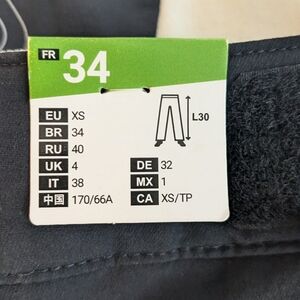 FR 34
EU XS
BR 34
RU 40
UK 4
IT 38
中国 170/66A
L30
DE 32
MX 1
CA XS/TP